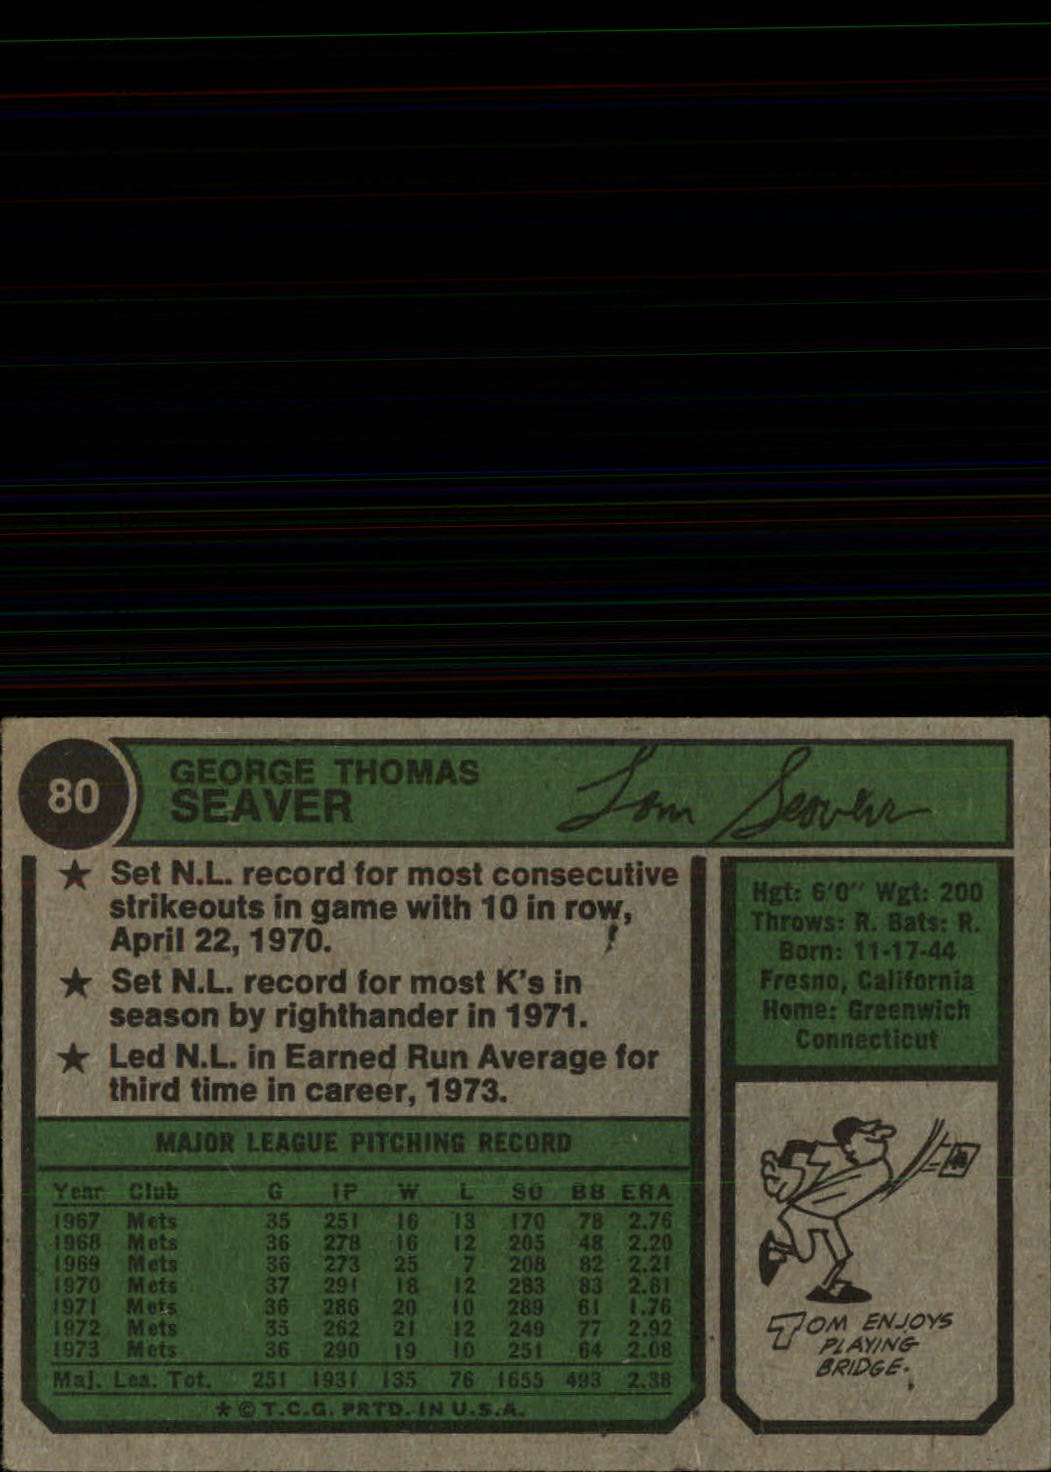 80
GEORGE THOMAS
SEAVER
Tom Seaver
★ Set N.L. record for most consecutive
strikeouts in game with 10 in row,
April 22, 1970.
★ Set N.L. record for most K's in
season by righthander in 1971.
★ Led N.L. in Earned Run Average for
third time in career, 1973.
MAJOR LEAGUE PITCHING RECORD
Year Club G IP W L SO BB ERA
1967 Mets 35 251 16 13 170 78 2.76
1968 Mets 36 278 16 12 205 48 2.20
1969 Mets 36 273 25 7 208 82 2.21
1970 Mets 37 291 18 12 283 83 2.81
1971 Mets 36 286 20 10 289 61 1.76
1972 Mets 35 262 21 12 249 77 2.92
1973 Mets 36 290 19 10 251 64 2.08
Maj. Lea. Tot. 251 1931 135 76 1655 493 2.38
* © T.C.G. PRTD. IN U.S.A.
Hgt: 6'0" Wgt: 200
Throws: R. Bats: R.
Born: 11-17-44
Fresno, California
Home: Greenwich
Connecticut
TOM ENJOYS
PLAYING
BRIDGE.